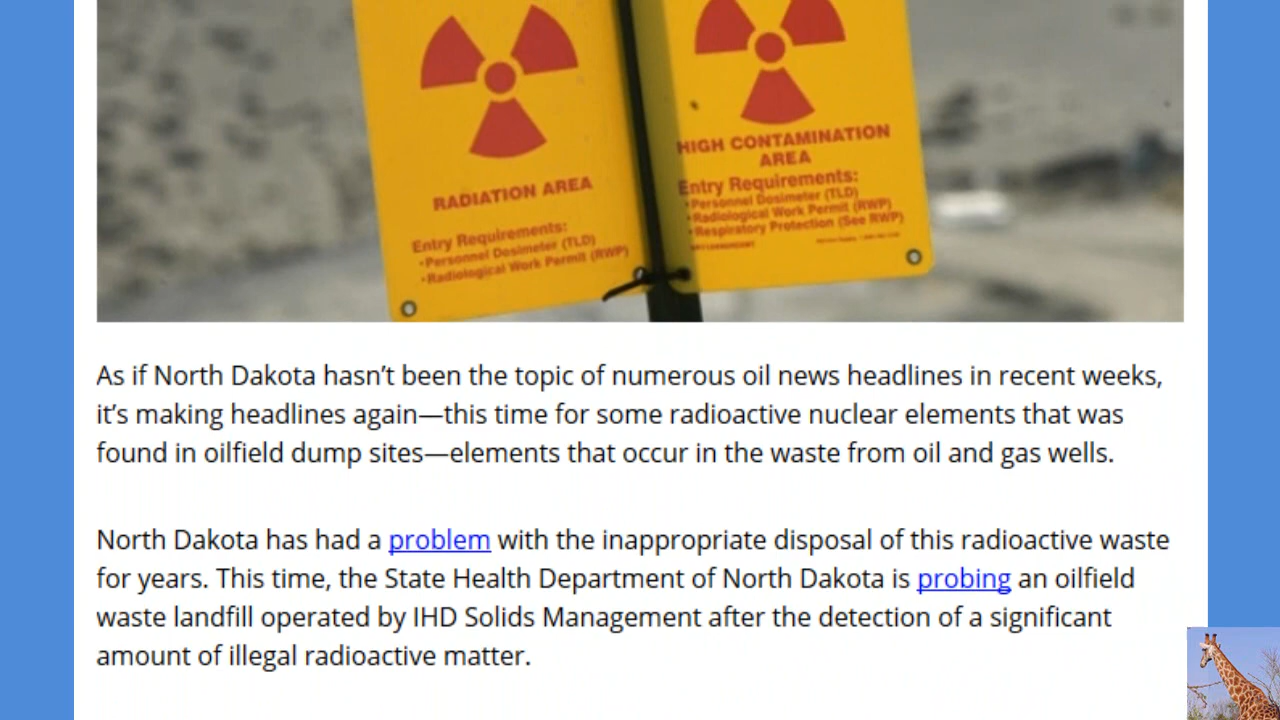 RADIATION AREA
Entry Requirements:
•Personnel Dosimeter (TLD)
•Radiological Work Permit (RWP)
HIGH CONTAMINATION
AREA
Entry Requirements:
•Personnel Dosimeter (TLD)
•Radiological Work Permit (RWP)
•Respiratory Protection (See RWP)
As if North Dakota hasn’t been the topic of numerous oil news headlines in recent weeks,
it’s making headlines again—this time for some radioactive nuclear elements that was
found in oilfield dump sites—elements that occur in the waste from oil and gas wells.
North Dakota has had a problem with the inappropriate disposal of this radioactive waste
for years. This time, the State Health Department of North Dakota is probing an oilfield
waste landfill operated by IHD Solids Management after the detection of a significant
amount of illegal radioactive matter.